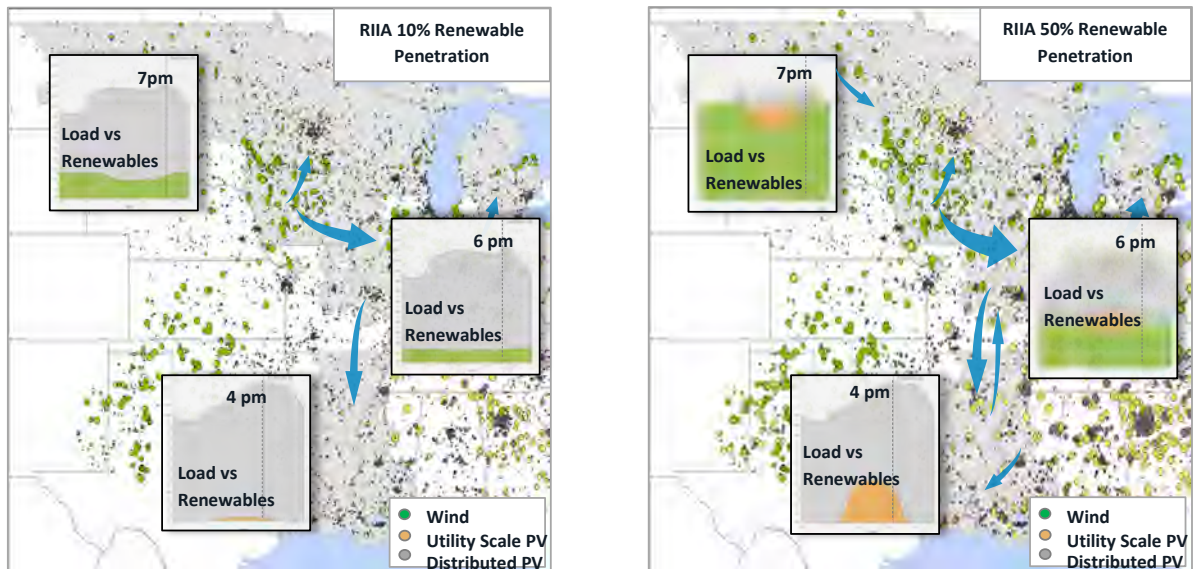 RIIA 10% Renewable
Penetration
7pm
Load vs
Renewables
6 pm
Load vs
Renewables
4 pm
Load vs
Renewables
Wind
Utility Scale PV
Distributed PV
RIIA 50% Renewable
Penetration
7pm
Load vs
Renewables
6 pm
Load vs
Renewables
4 pm
Load vs
Renewables
Wind
Utility Scale PV
Distributed PV